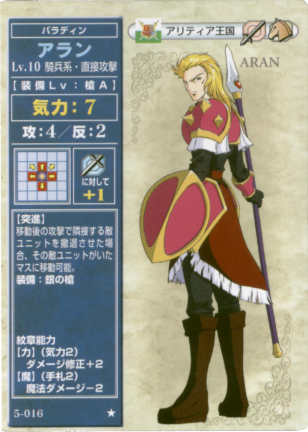 パラディン
アラン
Lv.10 騎兵系・直接攻撃
【装備Lv：槍A】
気力：7
攻：4／反：2
に対して
+1
【突進】
移動後の攻撃で隣接する敵
ユニットを撤退させた場
合、その敵ユニットがいた
マスに移動可能。
装備：銀の槍
紋章能力
【力】（気力2）
ダメージ修正＋2
【魔】（手札2）
魔法ダメージ－2
5-016
★
アリティア王国
ARAN